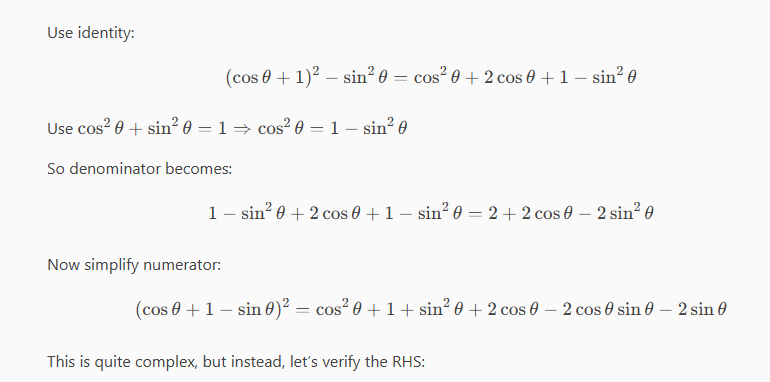 Use identity:
(cos θ + 1)² − sin² θ = cos² θ + 2 cos θ + 1 − sin² θ
Use cos² θ + sin² θ = 1 ⇒ cos² θ = 1 − sin² θ
So denominator becomes:
1 − sin² θ + 2 cos θ + 1 − sin² θ = 2 + 2 cos θ − 2 sin² θ
Now simplify numerator:
(cos θ + 1 − sin θ)² = cos² θ + 1 + sin² θ + 2 cos θ − 2 cos θ sin θ − 2 sin θ
This is quite complex, but instead, let’s verify the RHS: